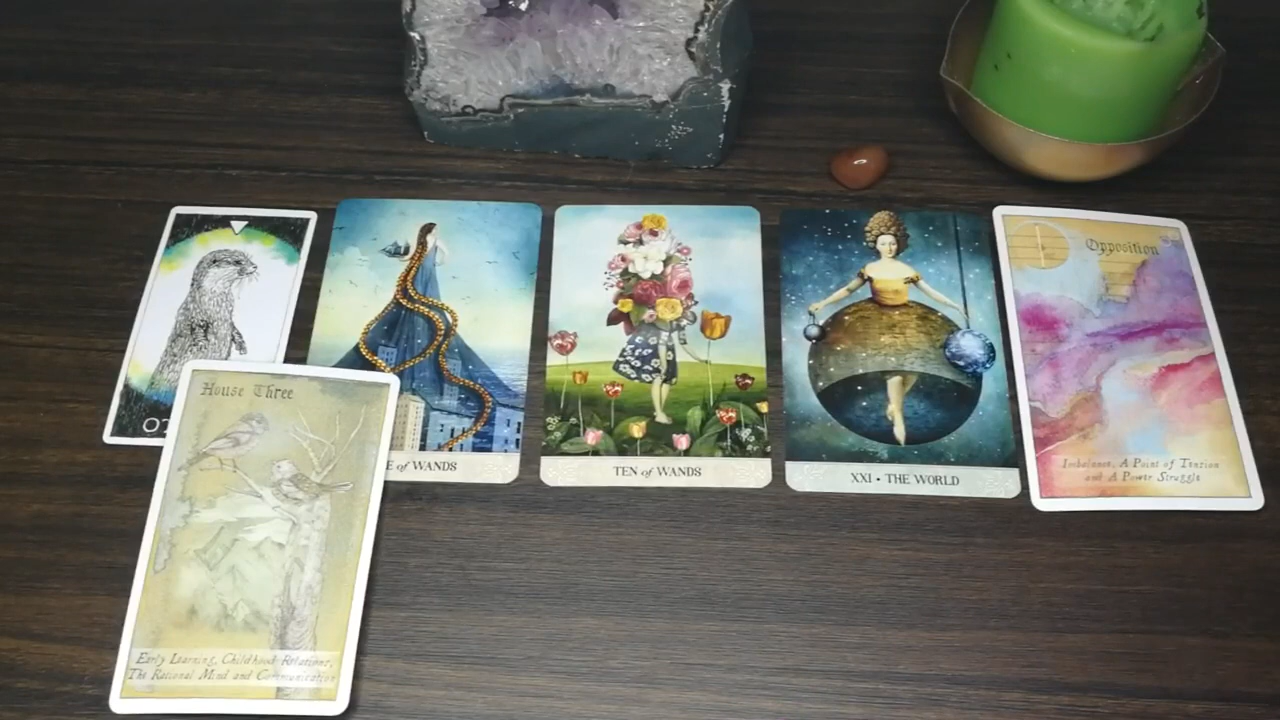 House Three
Early Learning, Childhood Relations,
The Rational Mind and Communication
E of WANDS
TEN of WANDS
XXI • THE WORLD
Opposition
Imbalance, A Point of Tension
and A Power Struggle